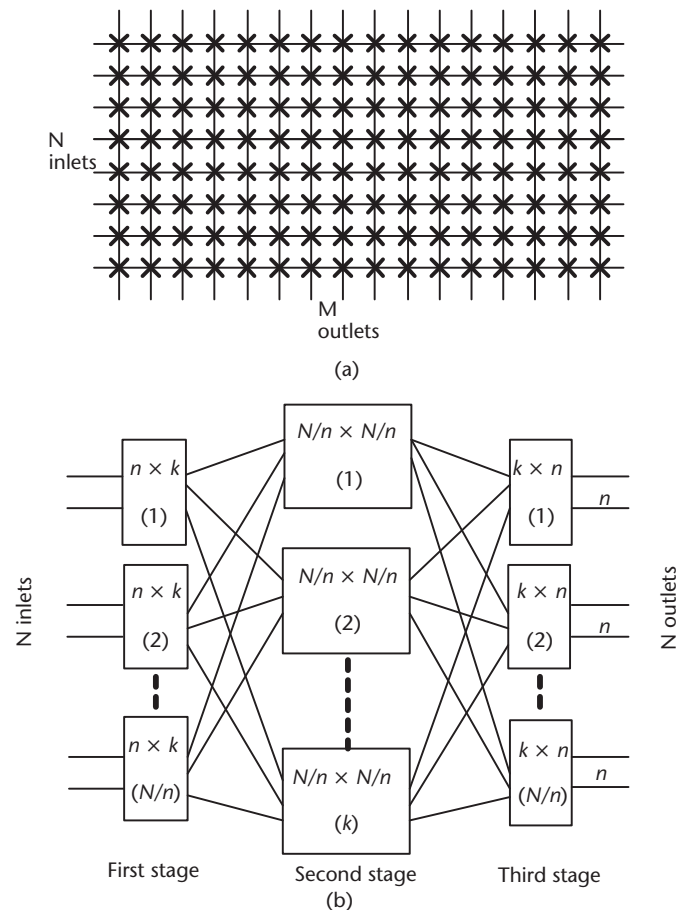 N
inlets
M
outlets
(a)
N/n × N/n
(1)
n × k
(1)
k × n
(1)
n
N/n × N/n
(2)
n × k
(2)
k × n
(2)
n
N inlets
N outlets
n × k
(N/n)
N/n × N/n
(k)
k × n
(N/n)
n
First stage
Second stage
Third stage
(b)